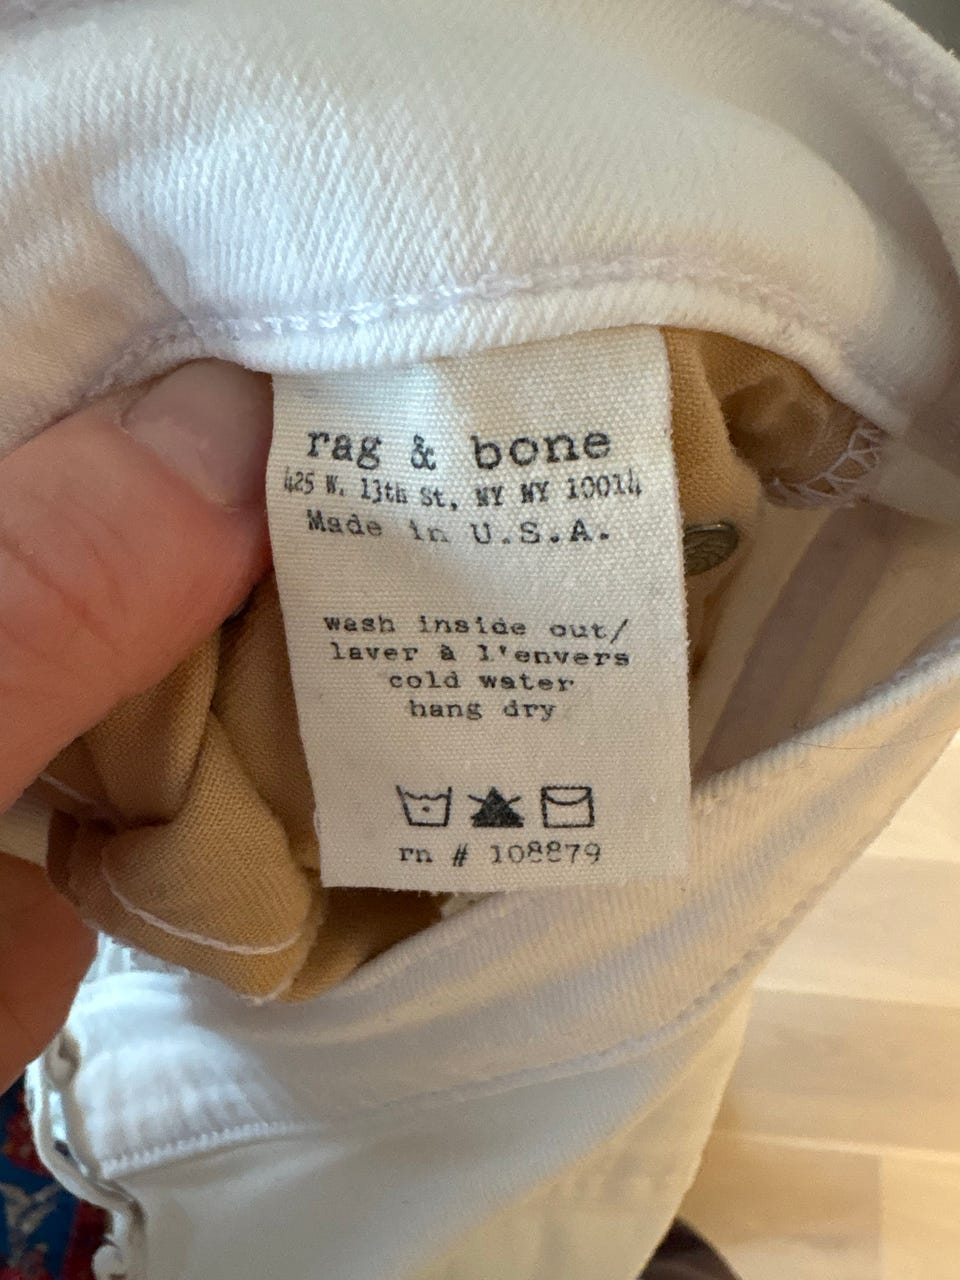 rag & bone
425 W. 13th St, NY NY 10014
Made in U.S.A.
wash inside out/
laver à l'envers
cold water
hang dry
rn # 108879